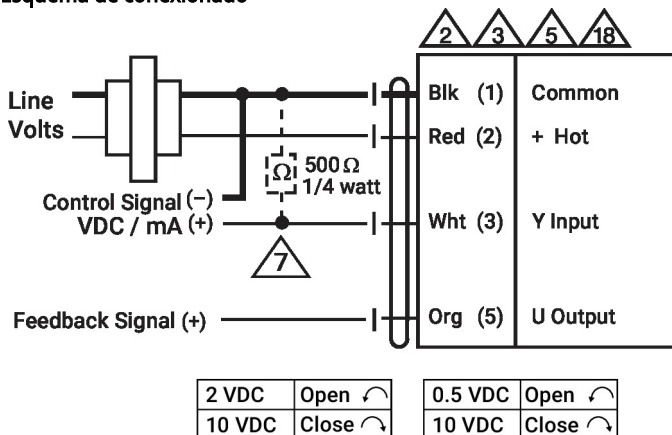 Esquema de conexionado
2 3 5 18
Line
Volts
Blk (1) Common
Red (2) + Hot
Ω 500 Ω
1/4 watt
Control Signal (−)
VDC / mA (+)
Wht (3) Y Input
7
Feedback Signal (+)
Org (5) U Output
2 VDC Open 0.5 VDC Open
10 VDC Close 10 VDC Close